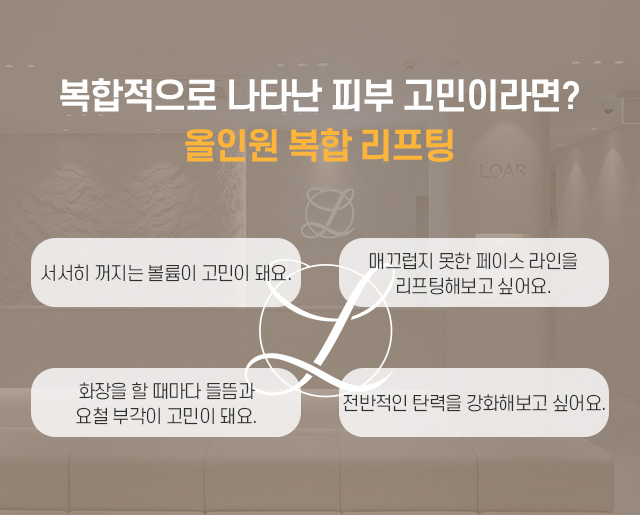 복합적으로 나타난 피부 고민이라면?
올인원 복합 리프팅
LOAR
서서히 꺼지는 볼륨이 고민이 돼요.
매끄럽지 못한 페이스 라인을
리프팅해보고 싶어요.
화장을 할 때마다 들뜸과
요철 부각이 고민이 돼요.
전반적인 탄력을 강화해보고 싶어요.